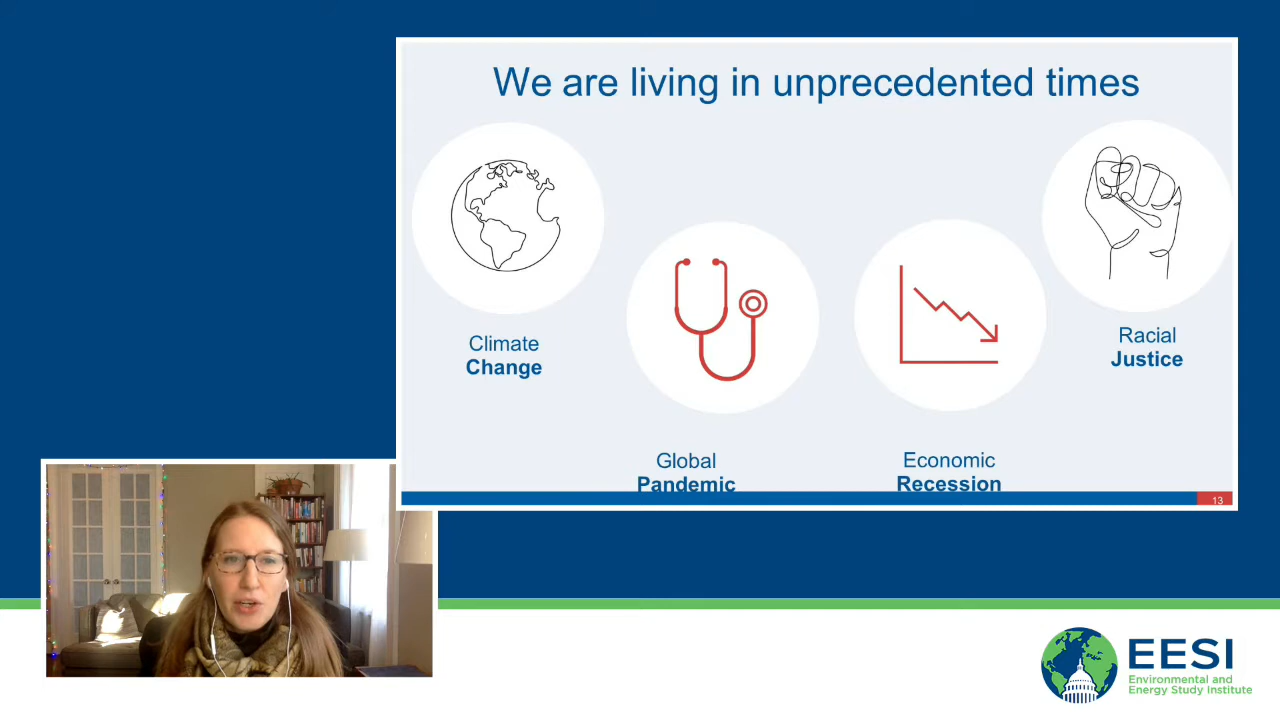 We are living in unprecedented times
Climate
Change
Global
Pandemic
Economic
Recession
Racial
Justice
13
EESI
Environmental and
Energy Study Institute